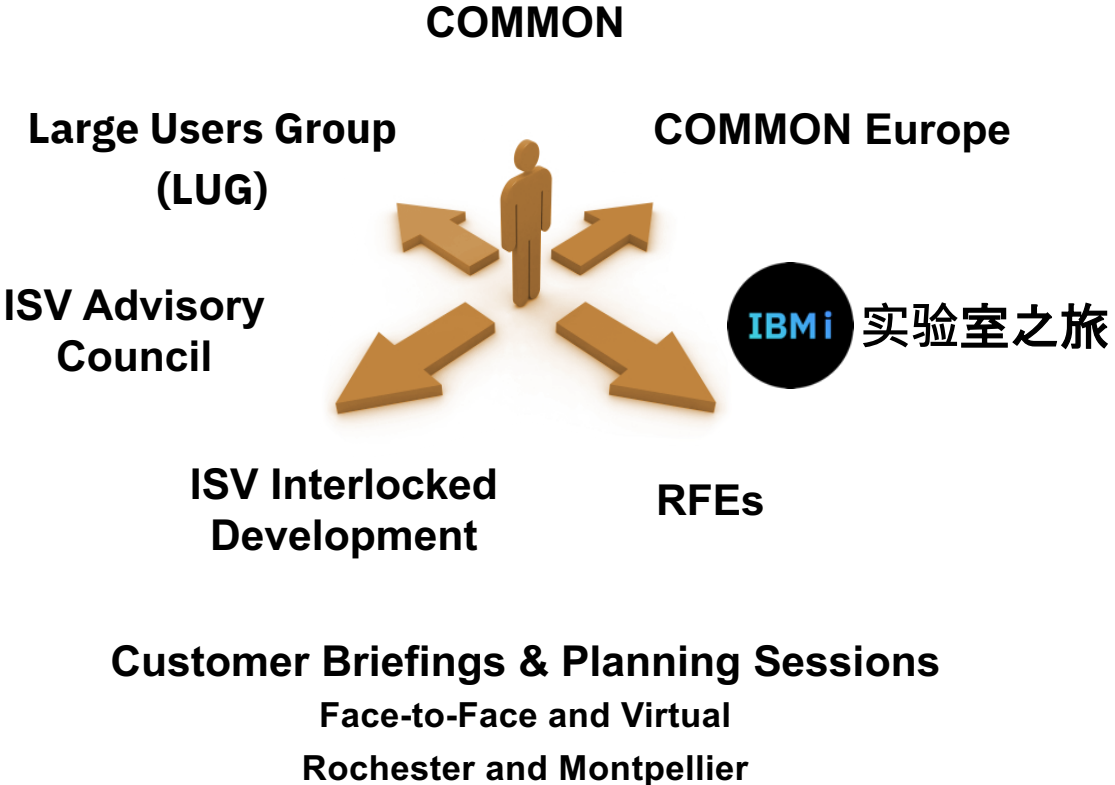 COMMON
Large Users Group
(LUG)
COMMON Europe
ISV Advisory
Council
IBM i 实验室之旅
ISV Interlocked
Development
RFEs
Customer Briefings & Planning Sessions
Face-to-Face and Virtual
Rochester and Montpellier